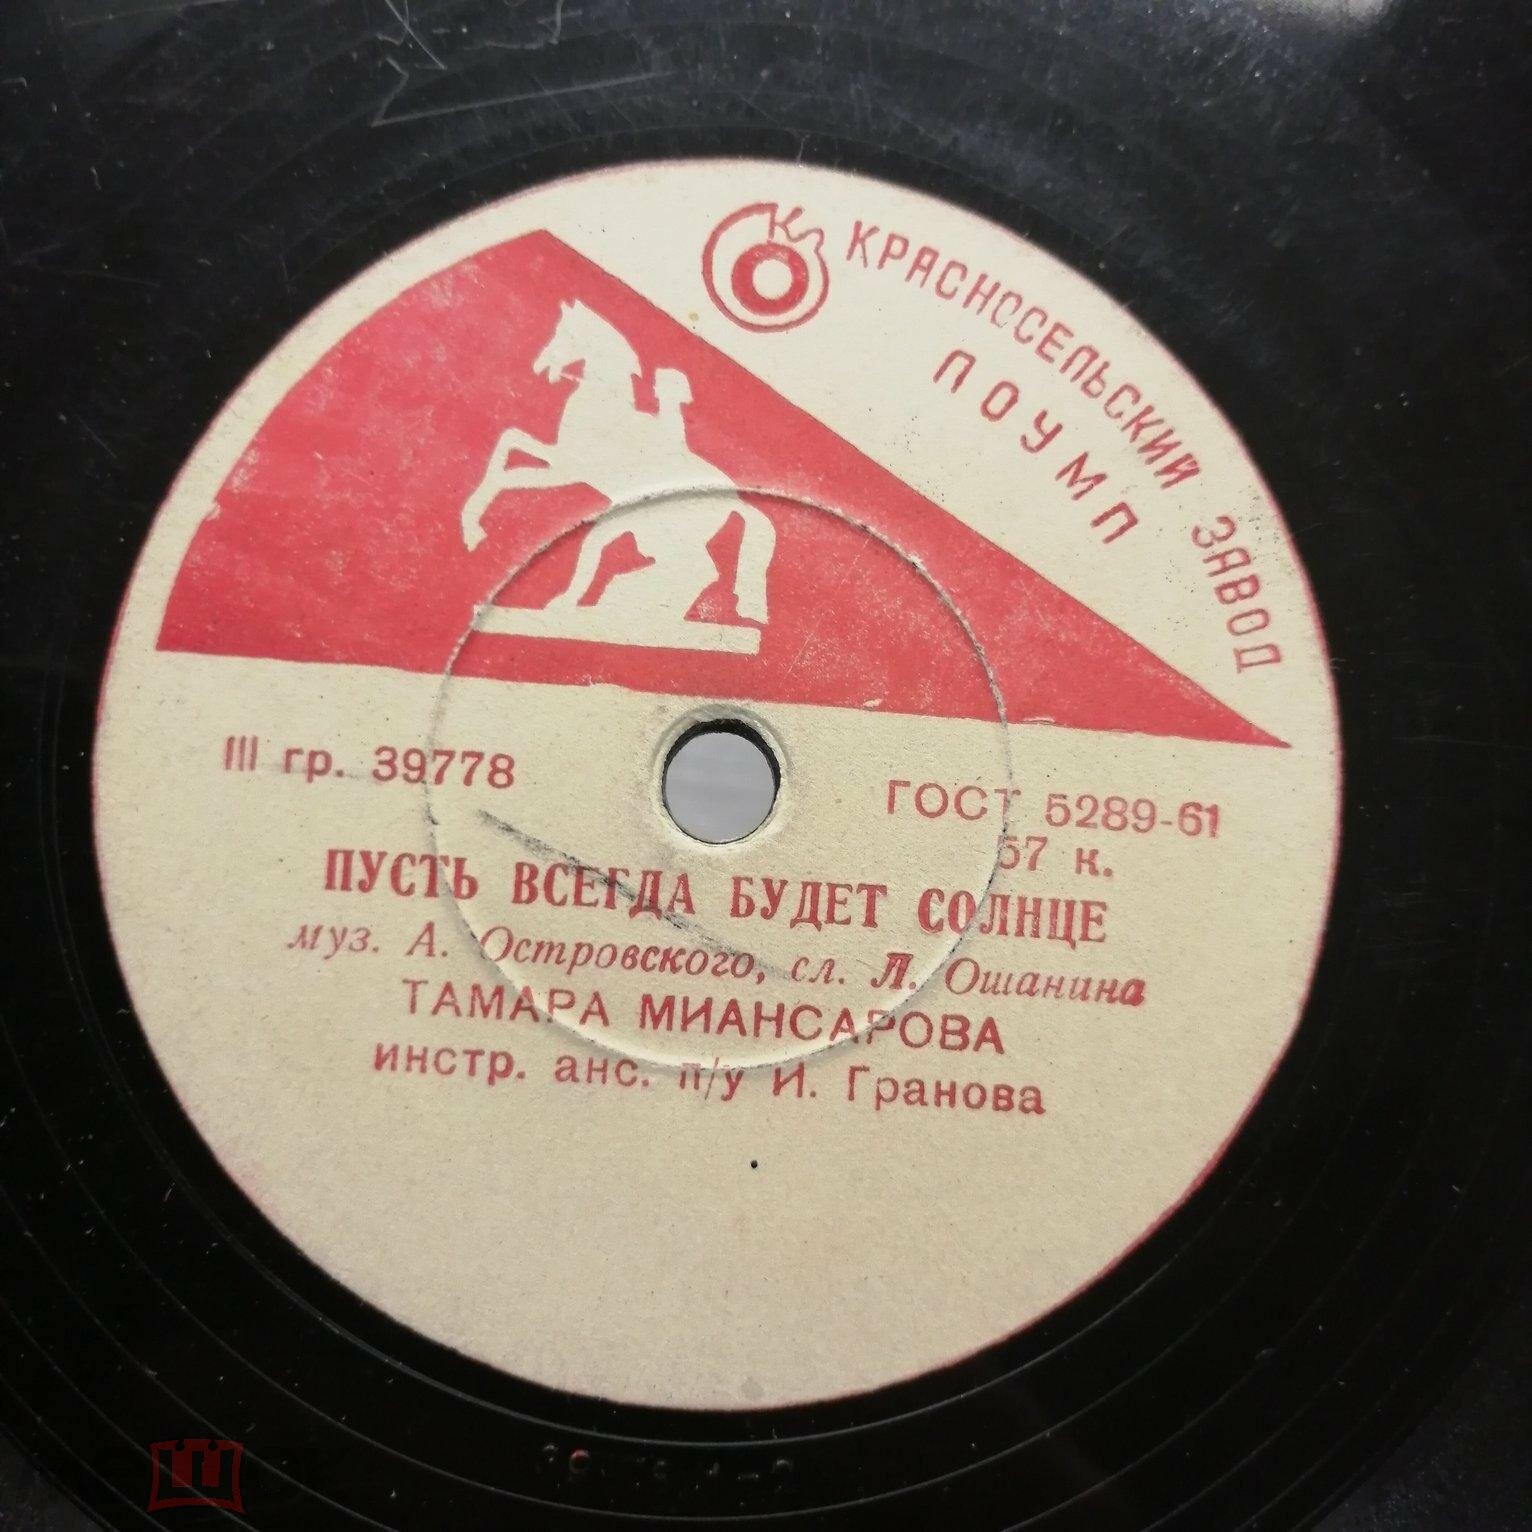 КРАСНОСЕЛЬСКИЙ ЗАВОД
ПОУМП
III гр. 39778
ГОСТ 5289-61
57 к.
ПУСТЬ ВСЕГДА БУДЕТ СОЛНЦЕ
муз. А. Островского, сл. Л. Ошанина
ТАМАРА МИАНСАРОВА
инстр. анс. п/у И. Гранова